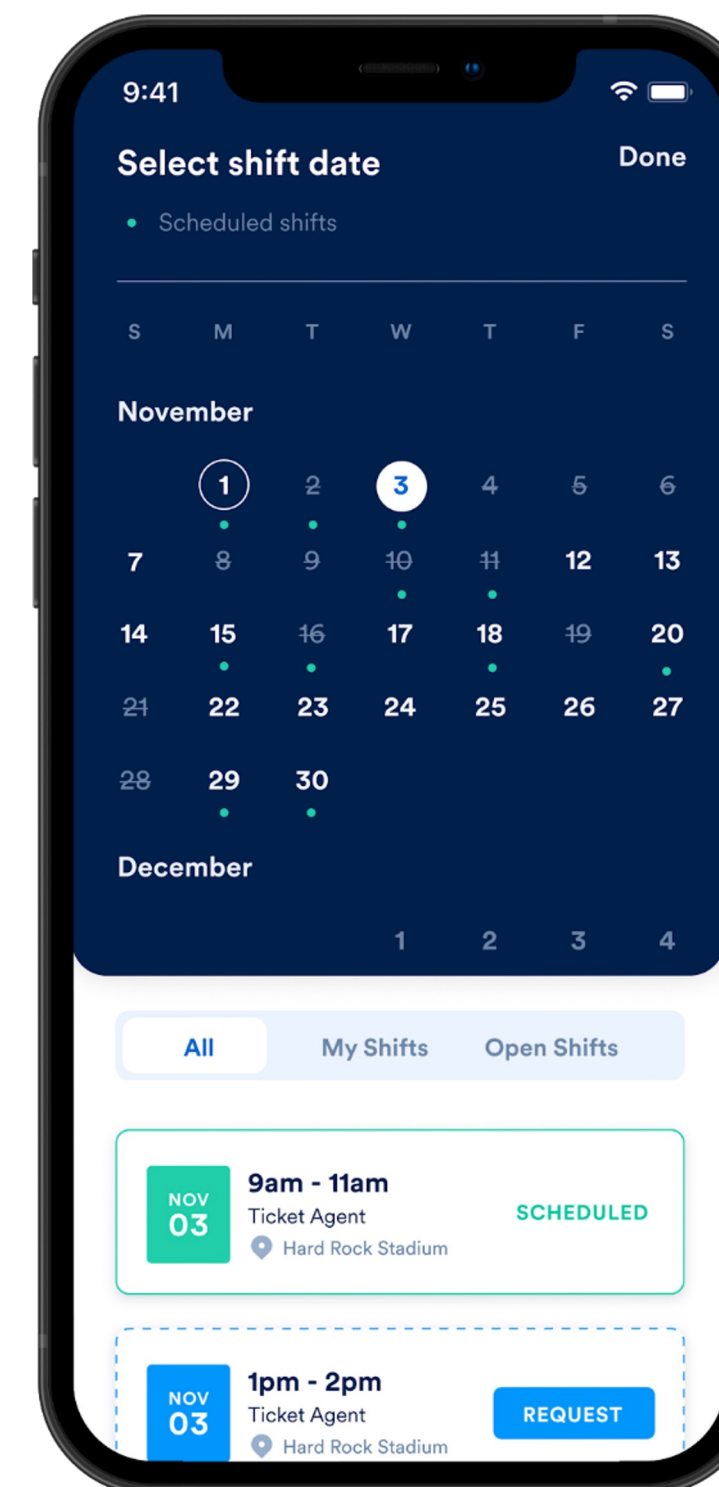 9:41
Select shift date Done
Scheduled shifts
S M T W T F S
November
1 2 3 4 5 6
7 8 9 10 11 12 13
14 15 16 17 18 19 20
21 22 23 24 25 26 27
28 29 30
December
1 2 3 4
All My Shifts Open Shifts
NOV
03
9am - 11am
Ticket Agent
Hard Rock Stadium
SCHEDULED
NOV
03
1pm - 2pm
Ticket Agent
Hard Rock Stadium
REQUEST